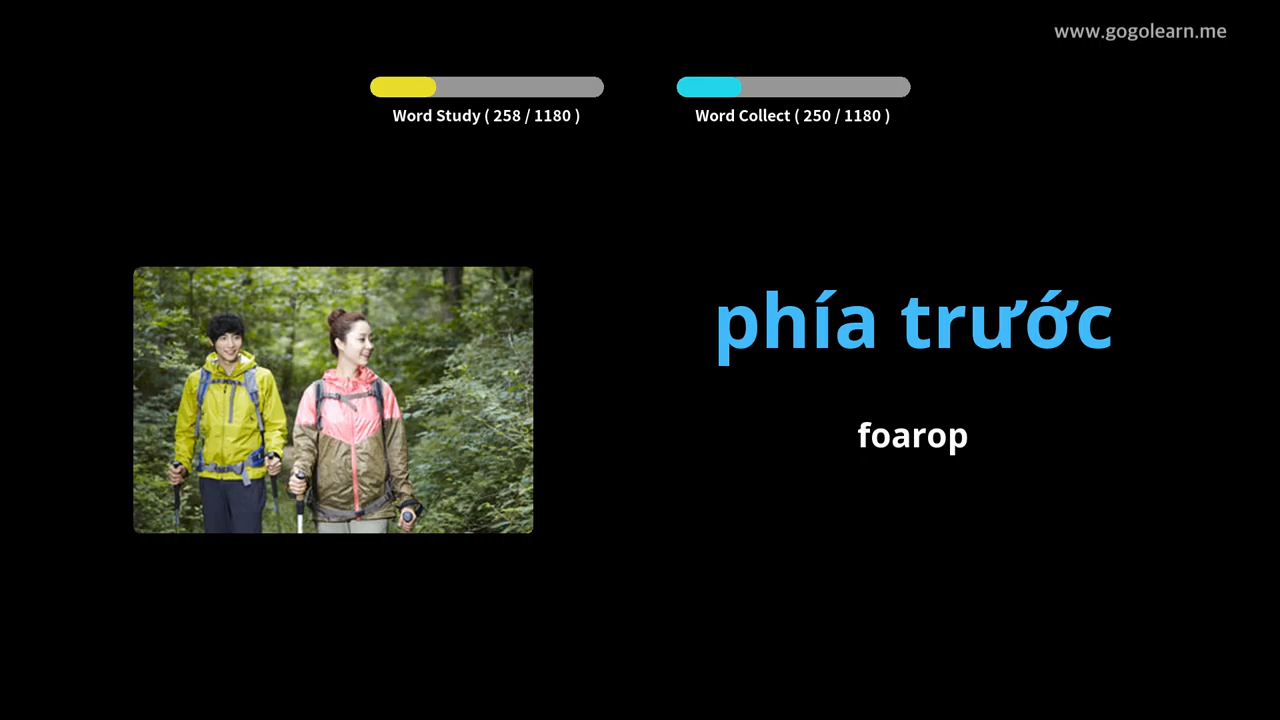 www.gogolearn.me
Word Study ( 258 / 1180 )
Word Collect ( 250 / 1180 )
phía trước
foarop